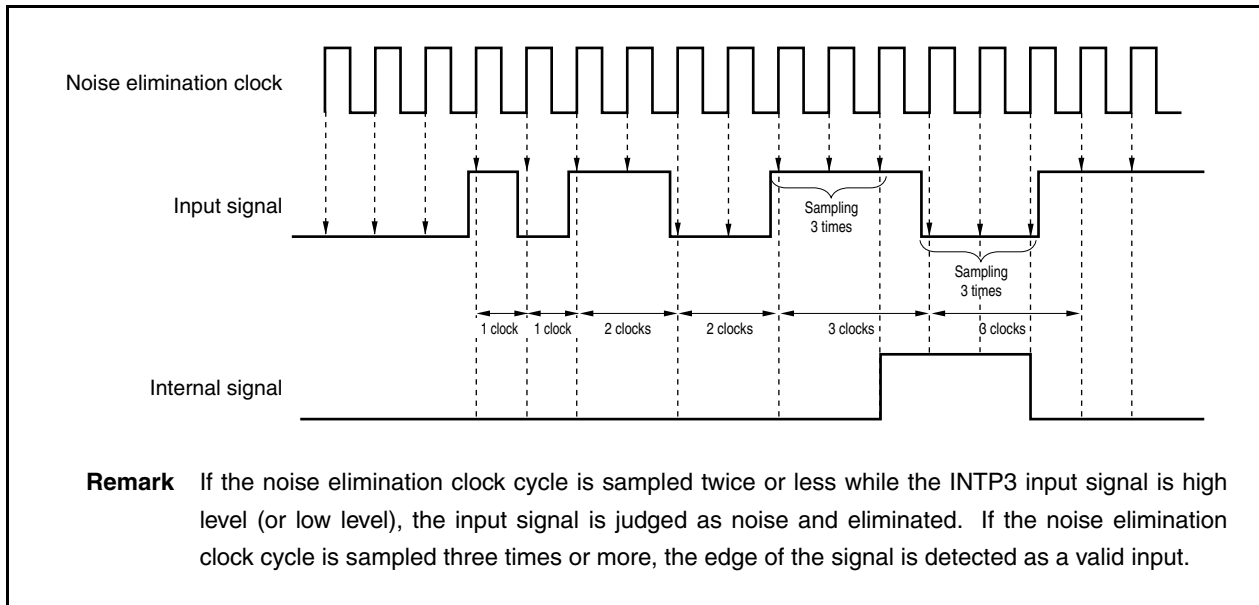 Noise elimination clock
Input signal
Sampling
3 times
Sampling
3 times
1 clock
1 clock
2 clocks
2 clocks
3 clocks
3 clocks
Internal signal
Remark If the noise elimination clock cycle is sampled twice or less while the INTP3 input signal is high
level (or low level), the input signal is judged as noise and eliminated. If the noise elimination
clock cycle is sampled three times or more, the edge of the signal is detected as a valid input.